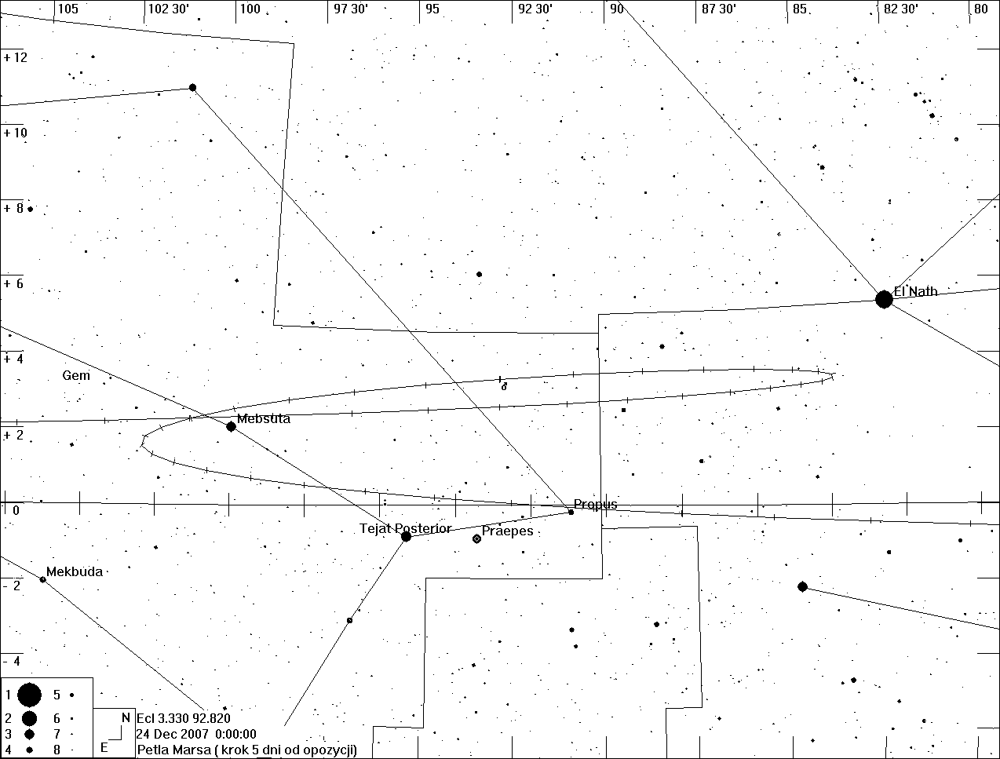 105 102 30' 100 97 30' 95 92 30' 90 87 30' 85 82 30' 80
+ 12
+ 10
+ 8
+ 6
El Nath
+ 4
Gem
♂
Mebsuta
+ 2
0
Propus
Tejat Posterior
Praepes
Mekbuda
- 2
- 4
1 5
2 6
3 7
4 8
N
E
Ecl 3.330 92.820
24 Dec 2007 0:00:00
Petla Marsa ( krok 5 dni od opozycji)